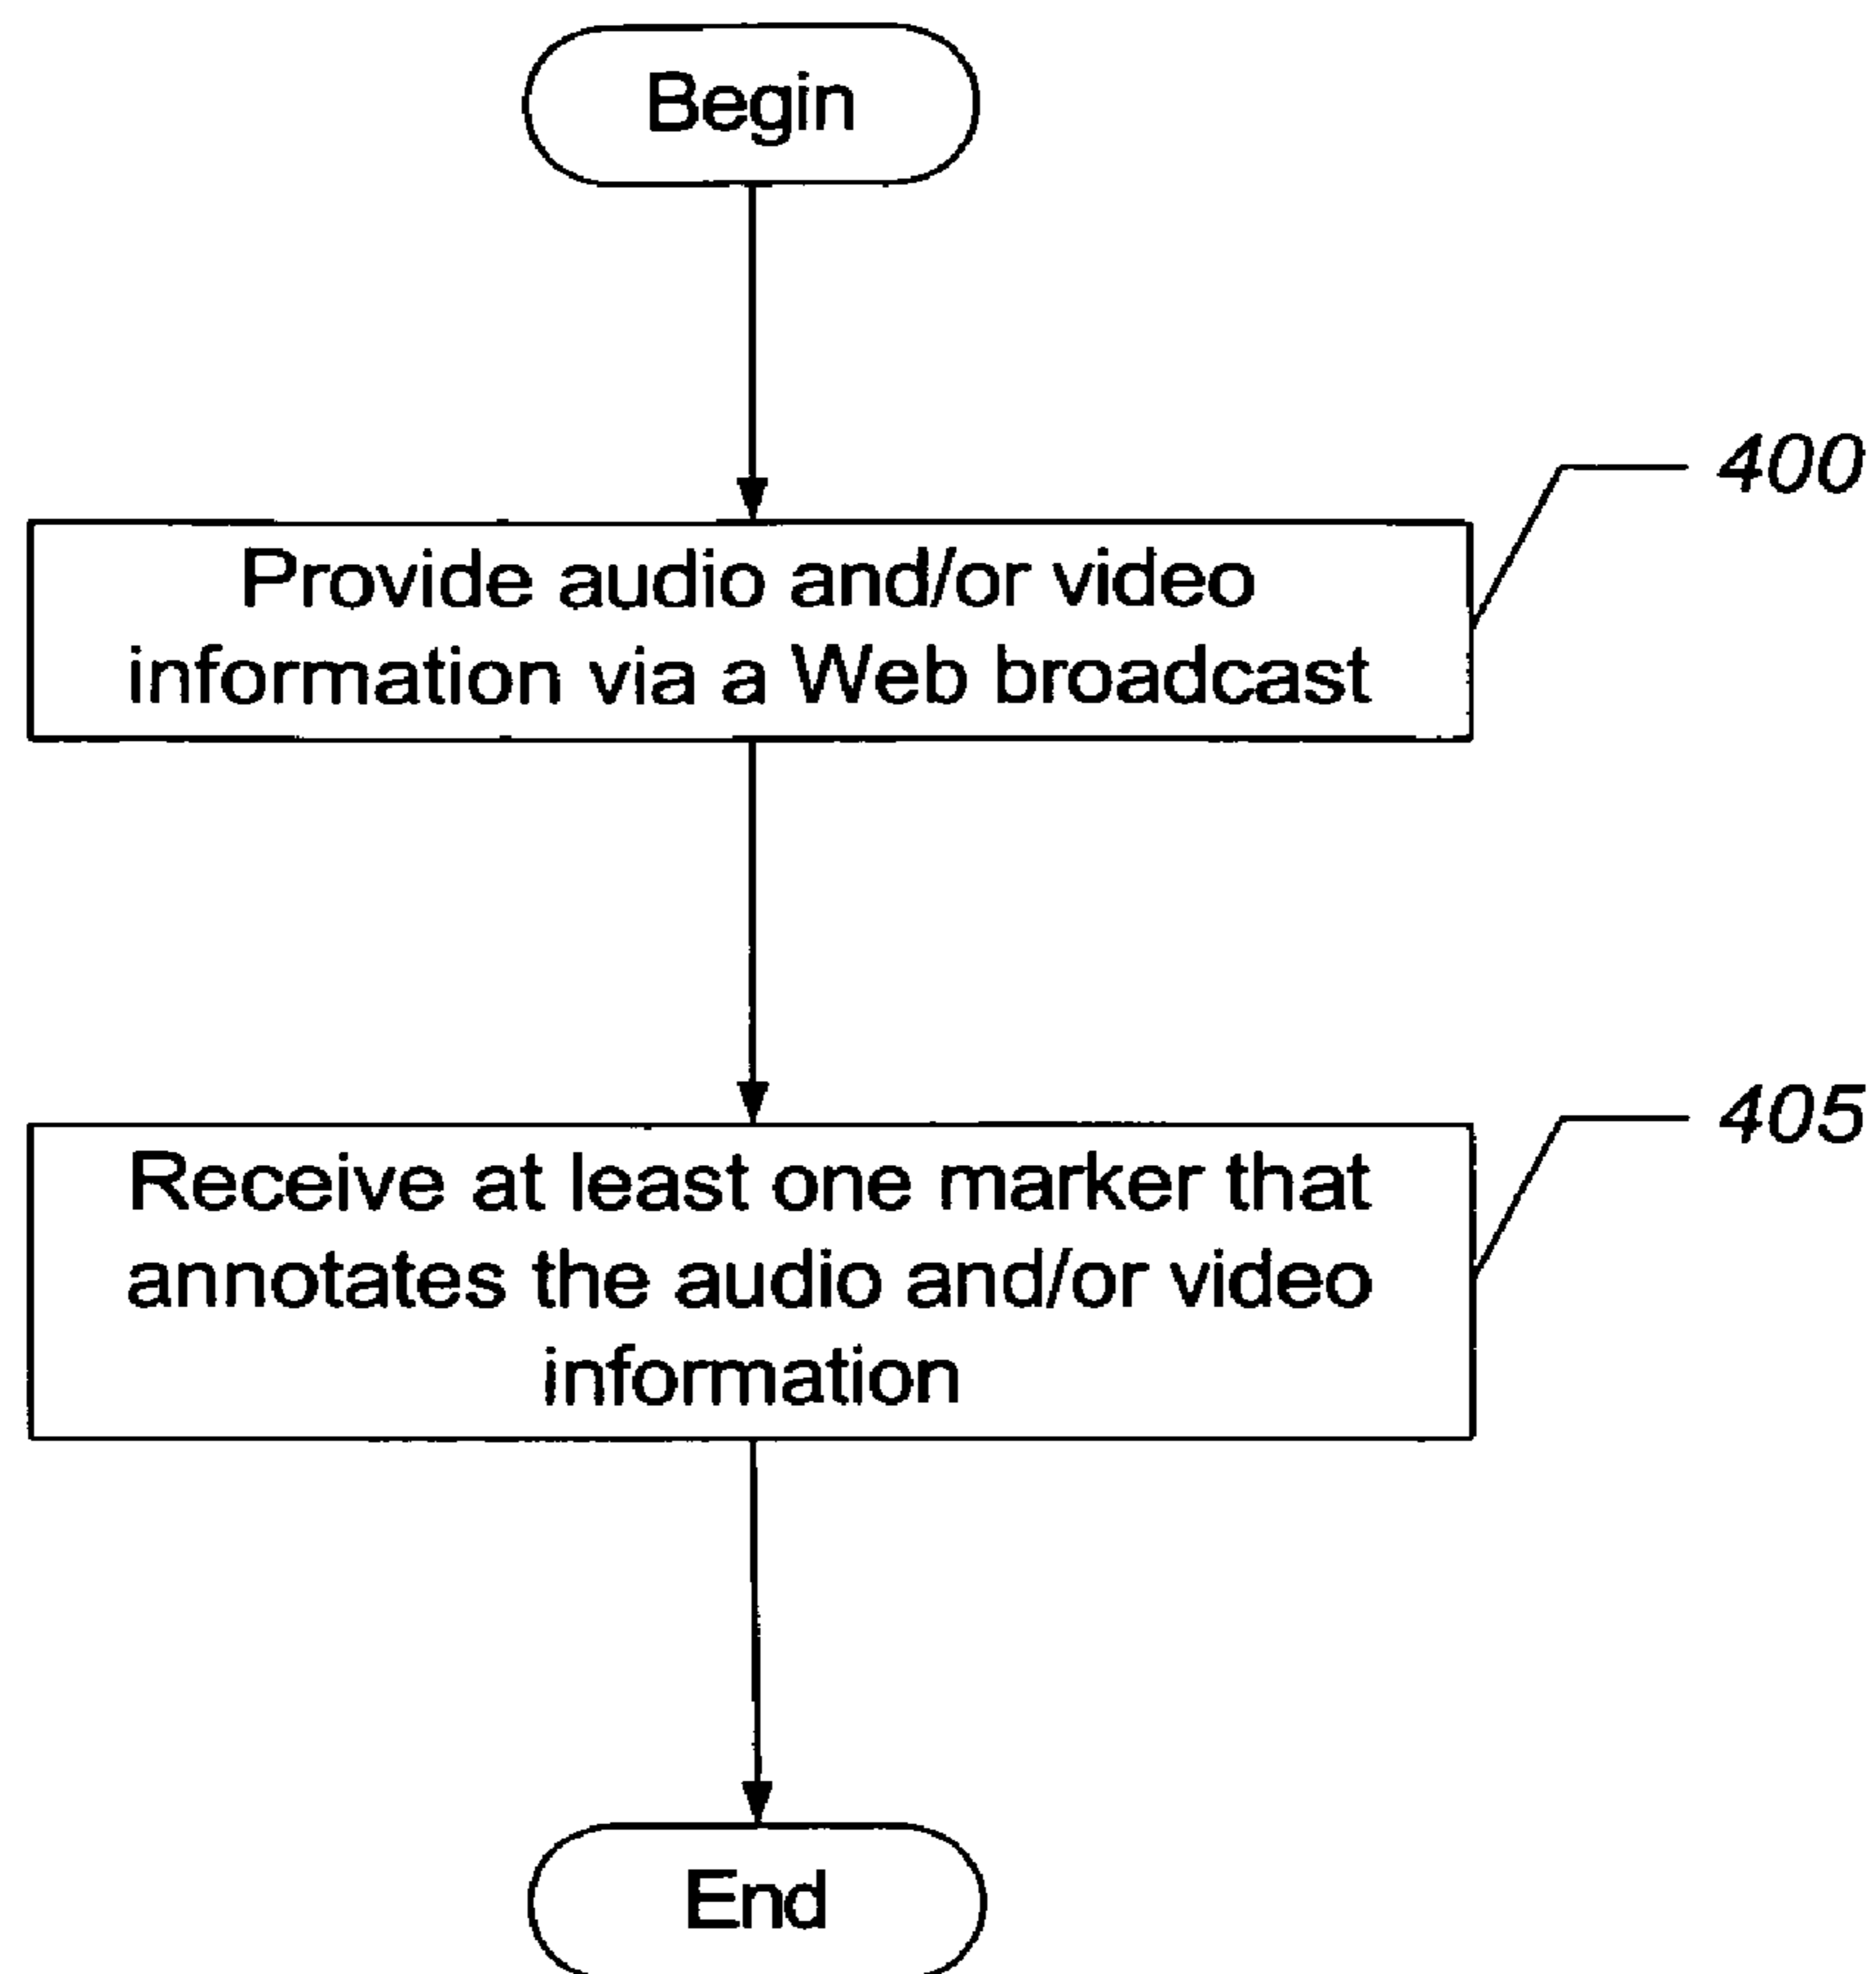 Begin
400
Provide audio and/or video
information via a Web broadcast
405
Receive at least one marker that
annotates the audio and/or video
information
End